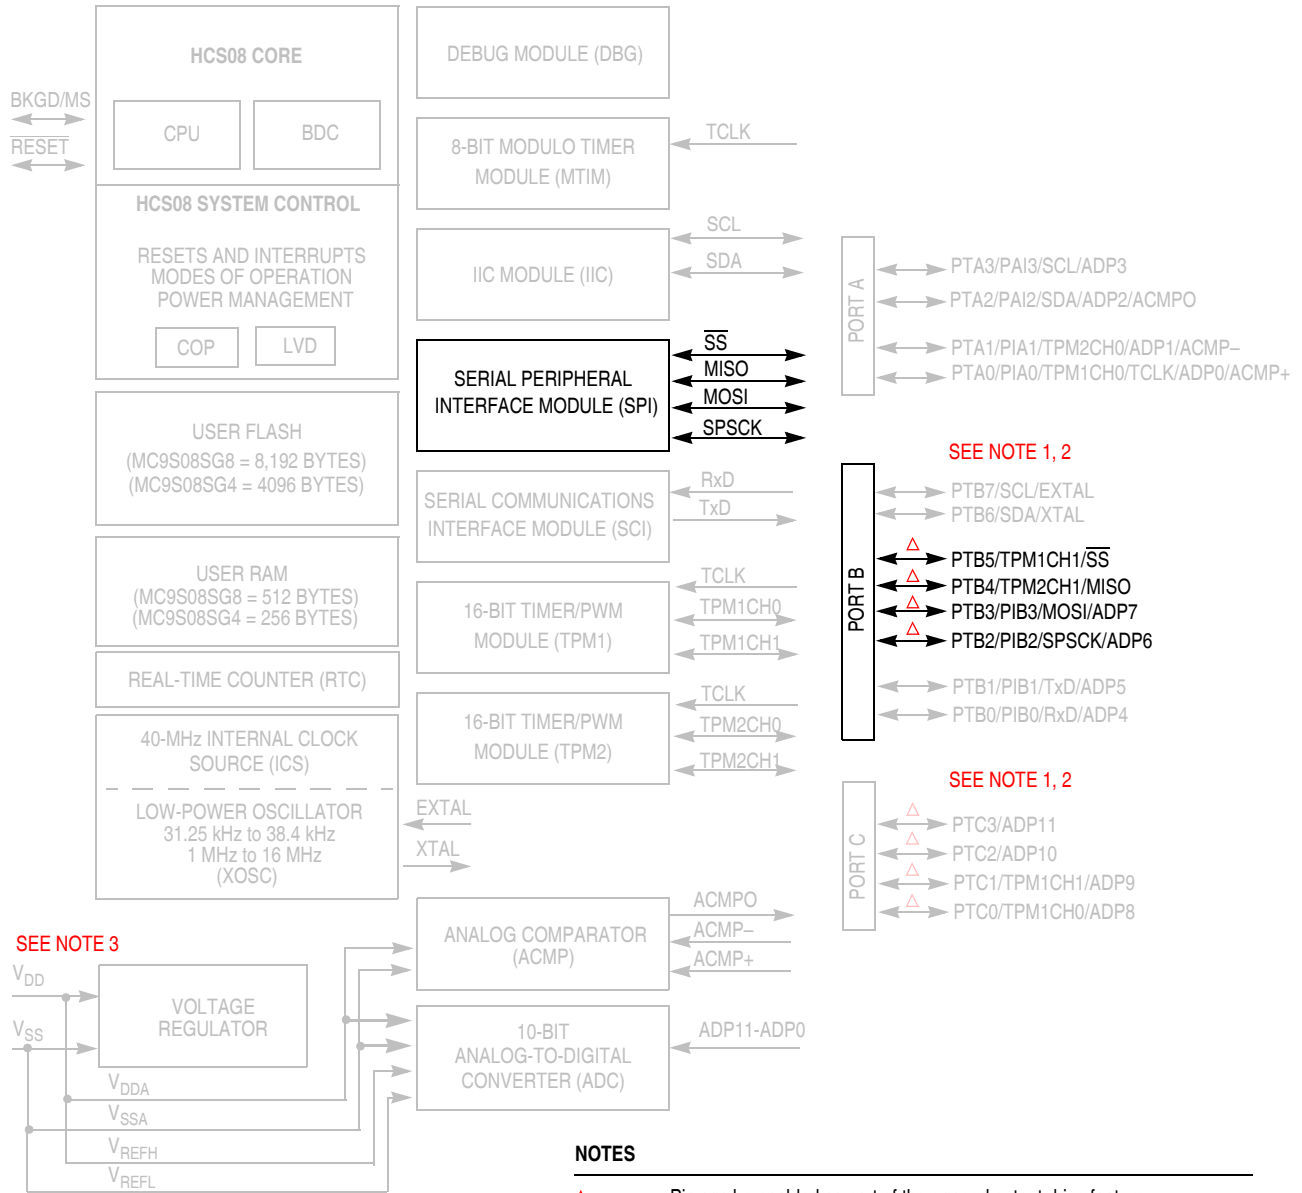 HCS08 CORE
CPU
BDC
BKGD/MS
RESET
HCS08 SYSTEM CONTROL
RESETS AND INTERRUPTS
MODES OF OPERATION
POWER MANAGEMENT
COP
LVD
USER FLASH
(MC9S08SG8 = 8,192 BYTES)
(MC9S08SG4 = 4096 BYTES)
USER RAM
(MC9S08SG8 = 512 BYTES)
(MC9S08SG4 = 256 BYTES)
REAL-TIME COUNTER (RTC)
40-MHz INTERNAL CLOCK
SOURCE (ICS)
LOW-POWER OSCILLATOR
31.25 kHz to 38.4 kHz
1 MHz to 16 MHz
(XOSC)
EXTAL
XTAL
SEE NOTE 3
VDD
VSS
VOLTAGE
REGULATOR
VDDA
VSSA
VREFH
VREFL
DEBUG MODULE (DBG)
8-BIT MODULO TIMER
MODULE (MTIM)
TCLK
IIC MODULE (IIC)
SCL
SDA
SERIAL PERIPHERAL
INTERFACE MODULE (SPI)
SS
MISO
MOSI
SPSCK
SERIAL COMMUNICATIONS
INTERFACE MODULE (SCI)
RxD
TxD
16-BIT TIMER/PWM
MODULE (TPM1)
TCLK
TPM1CH0
TPM1CH1
16-BIT TIMER/PWM
MODULE (TPM2)
TCLK
TPM2CH0
TPM2CH1
ANALOG COMPARATOR
(ACMP)
ACMPO
ACMP–
ACMP+
10-BIT
ANALOG-TO-DIGITAL
CONVERTER (ADC)
ADP11-ADP0
PORT A
PTA3/PAI3/SCL/ADP3
PTA2/PAI2/SDA/ADP2/ACMPO
PTA1/PIA1/TPM2CH0/ADP1/ACMP–
PTA0/PIA0/TPM1CH0/TCLK/ADP0/ACMP+
SEE NOTE 1, 2
PORT B
PTB7/SCL/EXTAL
PTB6/SDA/XTAL
PTB5/TPM1CH1/SS
PTB4/TPM2CH1/MISO
PTB3/PIB3/MOSI/ADP7
PTB2/PIB2/SPSCK/ADP6
PTB1/PIB1/TxD/ADP5
PTB0/PIB0/RxD/ADP4
SEE NOTE 1, 2
PORT C
PTC3/ADP11
PTC2/ADP10
PTC1/TPM1CH1/ADP9
PTC0/TPM1CH0/ADP8
NOTES